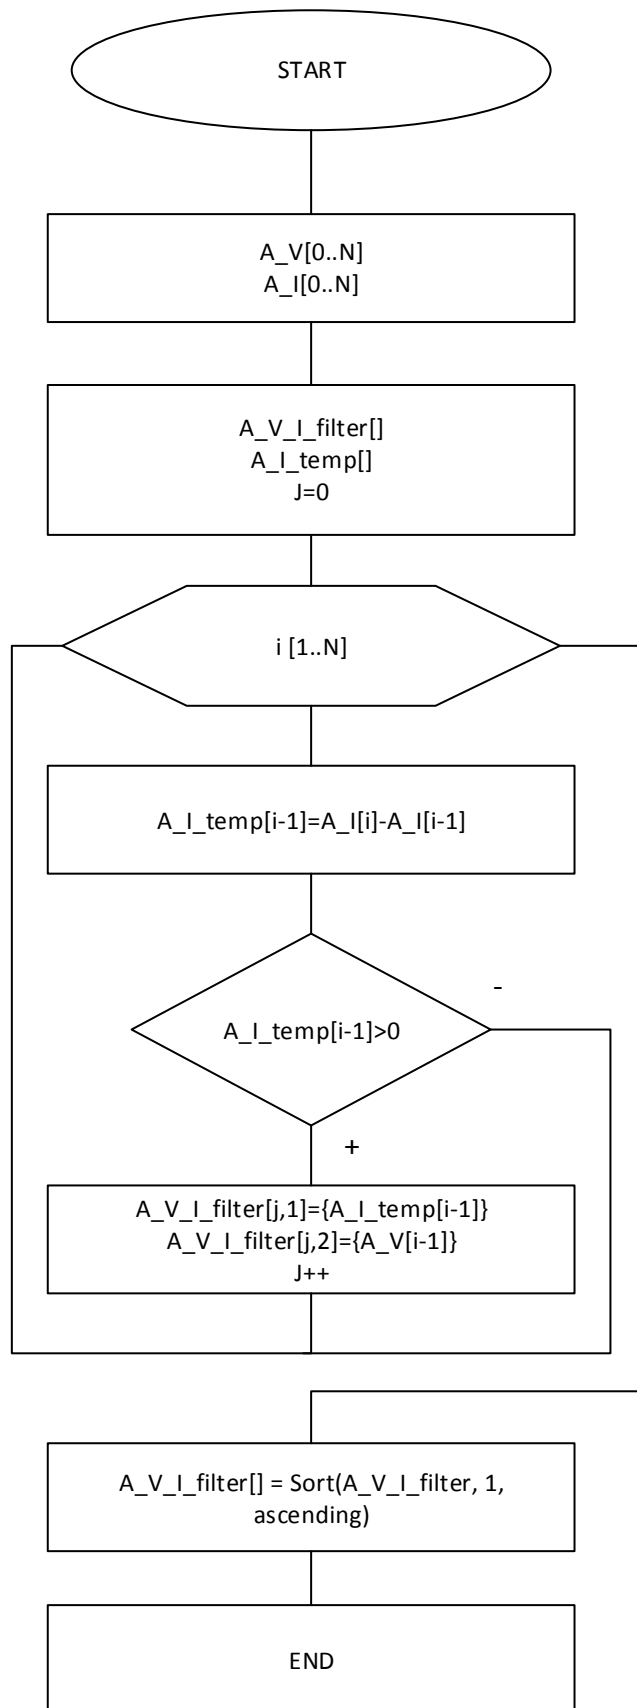 START
A_V[0..N]
A_I[0..N]
A_V_I_filter[]
A_I_temp[]
J=0
i [1..N]
A_I_temp[i-1]=A_I[i]-A_I[i-1]
-
A_I_temp[i-1]>0
+
A_V_I_filter[j,1]={A_I_temp[i-1]}
A_V_I_filter[j,2]={A_V[i-1]}
J++
A_V_I_filter[] = Sort(A_V_I_filter, 1,
ascending)
END